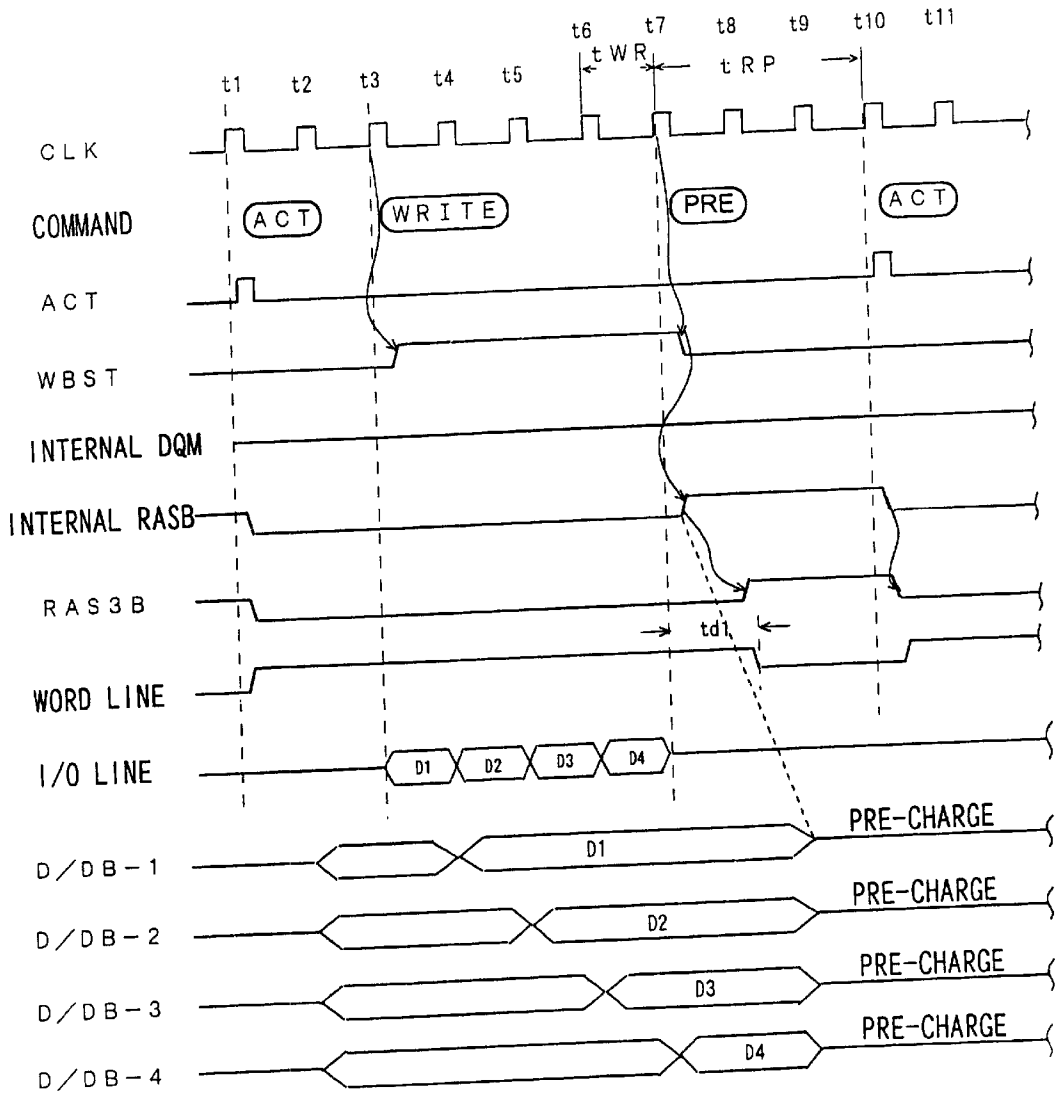 t1 t2 t3 t4 t5 t6 t7 t8 t9 t10 t11
tWR tRP
CLK
COMMAND ACT WRITE PRE ACT
ACT
WBST
INTERNAL DQM
INTERNAL RASB
RAS3B
td1
WORD LINE
I/O LINE D1 D2 D3 D4
D/DB-1 D1 PRE-CHARGE
D/DB-2 D2 PRE-CHARGE
D/DB-3 D3 PRE-CHARGE
D/DB-4 D4 PRE-CHARGE